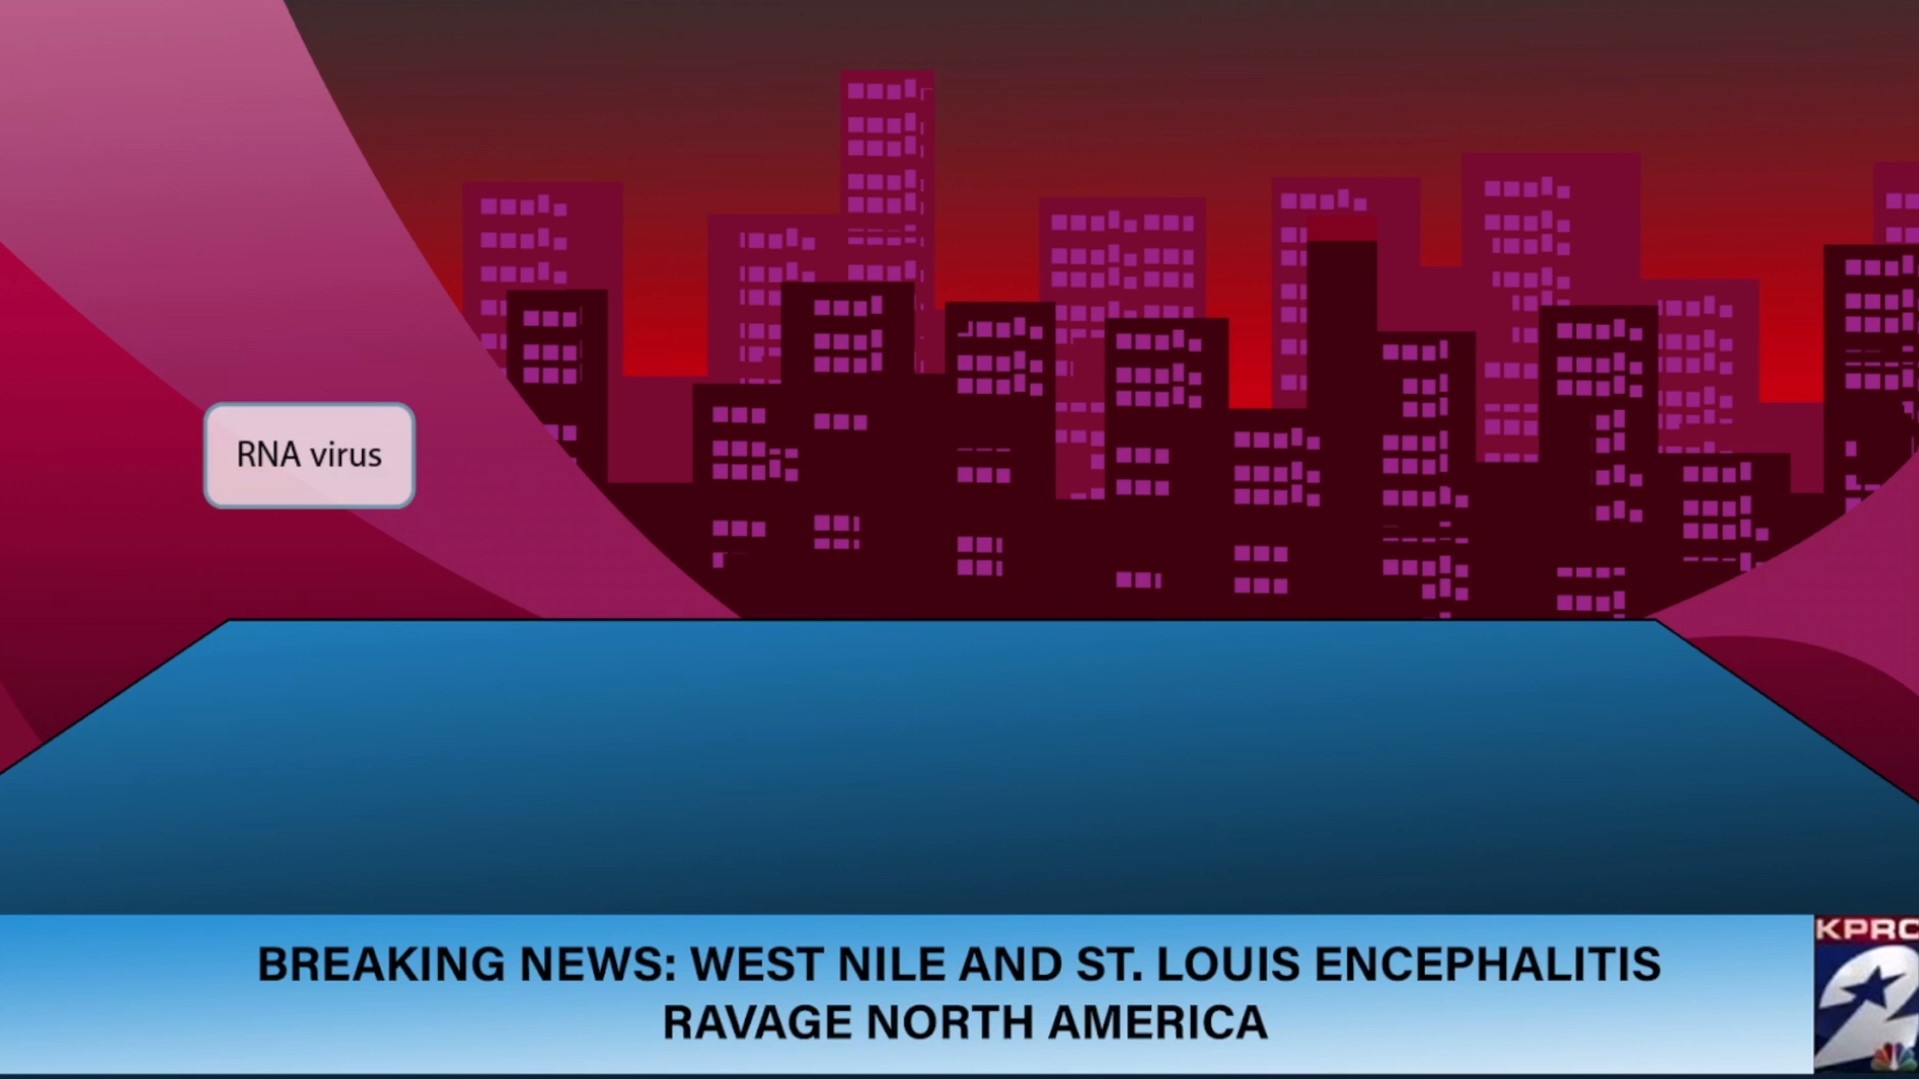 RNA virus
BREAKING NEWS: WEST NILE AND ST. LOUIS ENCEPHALITIS
RAVAGE NORTH AMERICA
KPRC
2